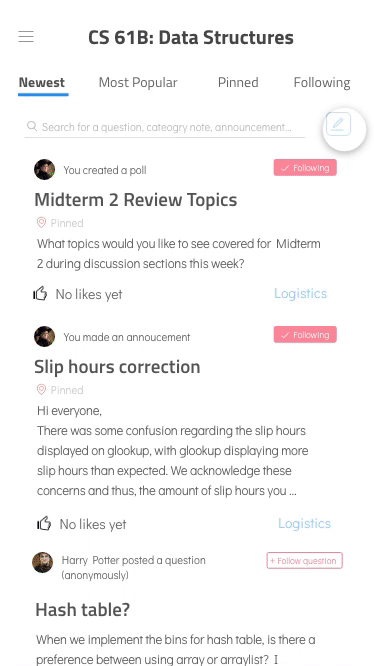 CS 61B: Data Structures
Newest Most Popular Pinned Following
Search for a question, cateogry note, announcement...
You created a poll Following
Midterm 2 Review Topics
Pinned
What topics would you like to see covered for Midterm
2 during discussion sections this week?
No likes yet Logistics
You made an annoucement Following
Slip hours correction
Pinned
Hi everyone,
There was some confusion regarding the slip hours
displayed on glookup, with glookup displaying more
slip hours than expected. We acknowledge these
concerns and thus, the amount of slip hours you ...
No likes yet Logistics
Harry Potter posted a question + Follow question
(anonymously)
Hash table?
When we implement the bins for hash table, is there a
preference between using array or arraylist? I